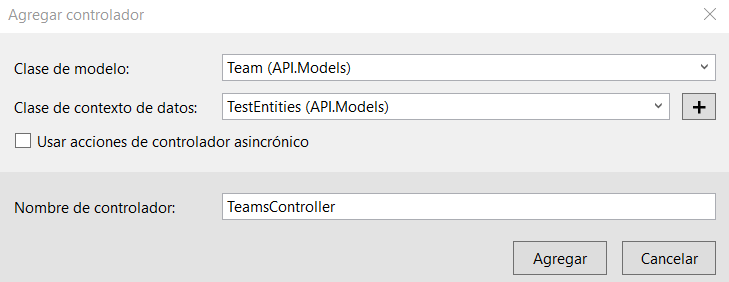 Agregar controlador
Clase de modelo: Team (API.Models)
Clase de contexto de datos: TestEntities (API.Models)
Usar acciones de controlador asincrónico
Nombre de controlador: TeamsController
Agregar Cancelar